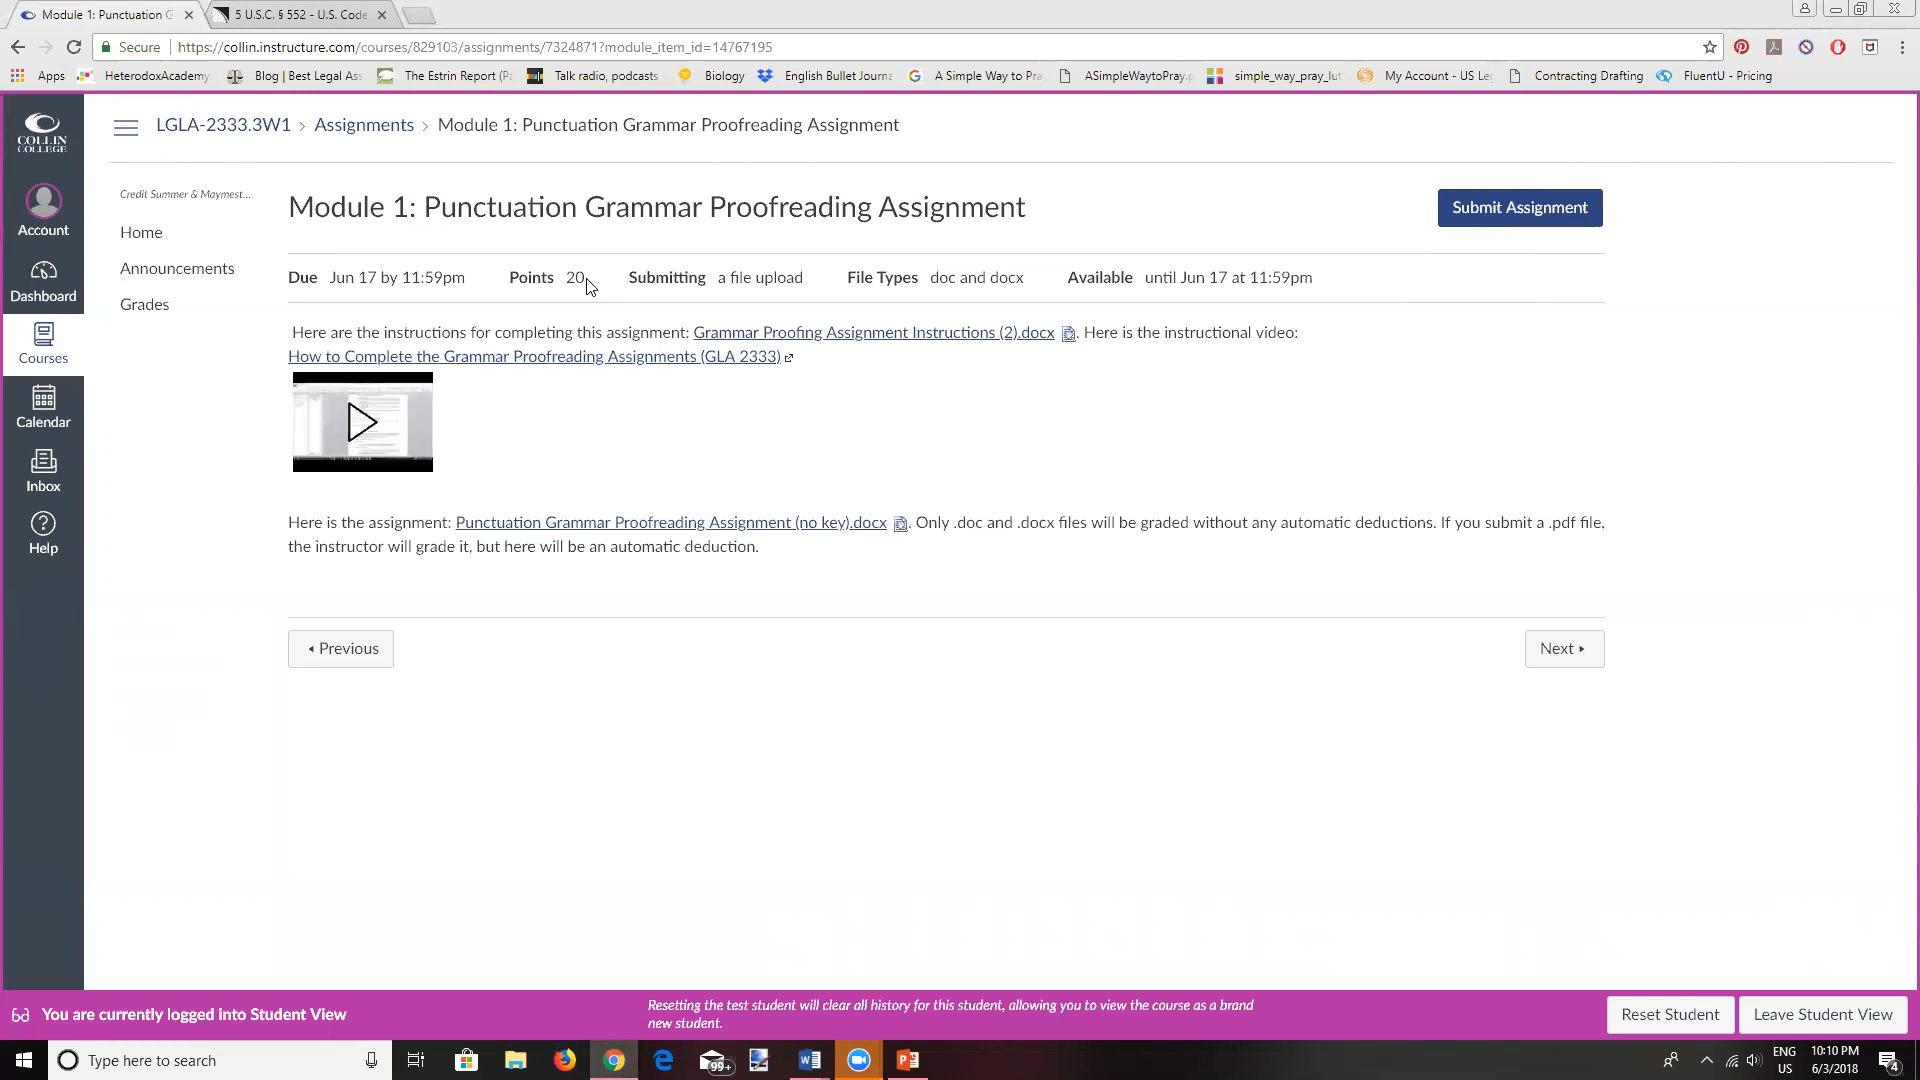 Module 1: Punctuation G
5 U.S.C. § 552 - U.S. Code
Secure
https://collin.instructure.com/courses/829103/assignments/7324871?module_item_id=14767195
Apps HeterodoxAcademy Blog | Best Legal Ass The Estrin Report (Pa Talk radio, podcasts Biology English Bullet Journa A Simple Way to Pra ASimpleWaytoPray. simple_way_pray_lut My Account - US Leg Contracting Drafting FluentU - Pricing
COLLIN
COLLEGE
Account
Dashboard
Courses
Calendar
Inbox
Help
LGLA-2333.3W1 › Assignments › Module 1: Punctuation Grammar Proofreading Assignment
Credit Summer & Maymest...
Home
Announcements
Grades
Module 1: Punctuation Grammar Proofreading Assignment
Submit Assignment
Due Jun 17 by 11:59pm Points 20 Submitting a file upload File Types doc and docx Available until Jun 17 at 11:59pm
Here are the instructions for completing this assignment: Grammar Proofing Assignment Instructions (2).docx . Here is the instructional video:
How to Complete the Grammar Proofreading Assignments (GLA 2333)
Here is the assignment: Punctuation Grammar Proofreading Assignment (no key).docx . Only .doc and .docx files will be graded without any automatic deductions. If you submit a .pdf file,
the instructor will grade it, but here will be an automatic deduction.
Previous
Next
You are currently logged into Student View
Resetting the test student will clear all history for this student, allowing you to view the course as a brand
new student.
Reset Student
Leave Student View
Type here to search
99+
ENG
US
10:10 PM
6/3/2018
4